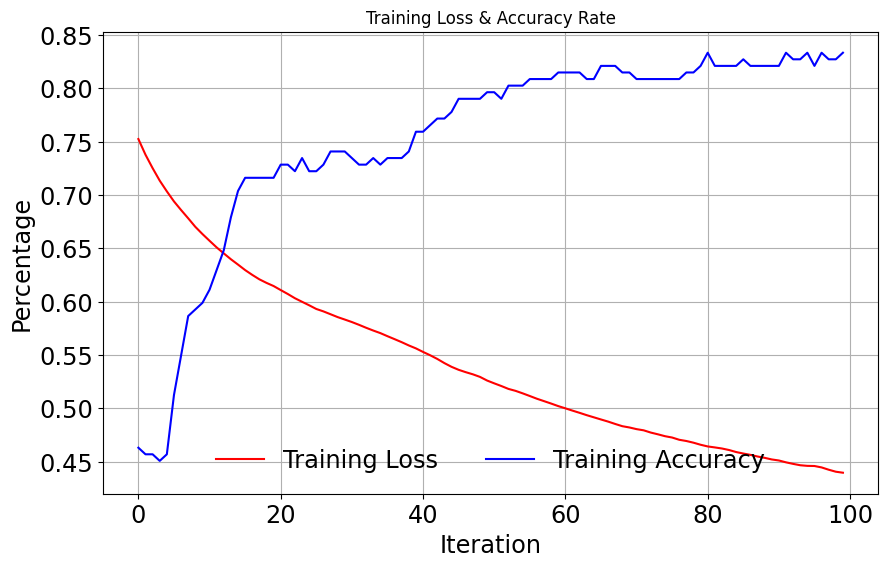 Training Loss & Accuracy Rate
0.85
0.80
0.75
0.70
0.65
0.60
0.55
0.50
0.45
Percentage
Training Loss Training Accuracy
0 20 40 60 80 100
Iteration